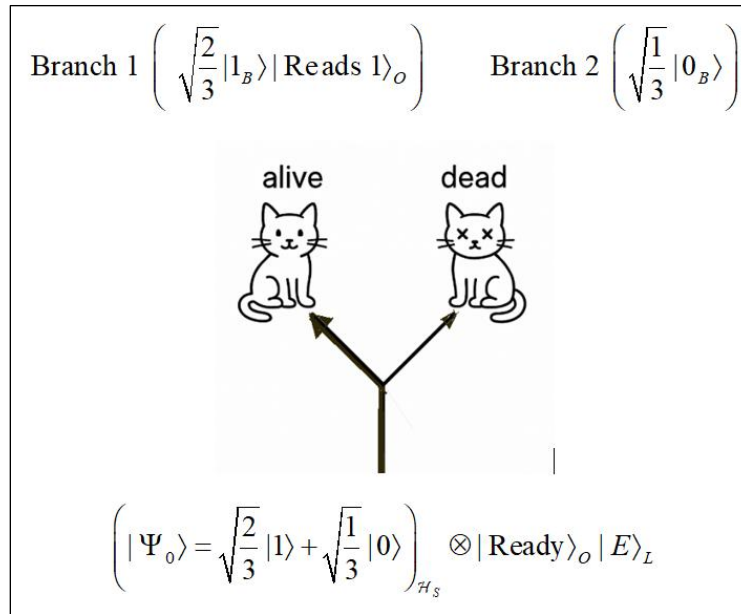 Branch 1 (√(2/3) |1_B⟩| Reads 1⟩_O) Branch 2 (√(1/3) |0_B⟩)
alive dead
(| Ψ_0⟩ = √(2/3) |1⟩ + √(1/3) |0⟩)_ℋ_S ⊗ | Ready⟩_O | E⟩_L